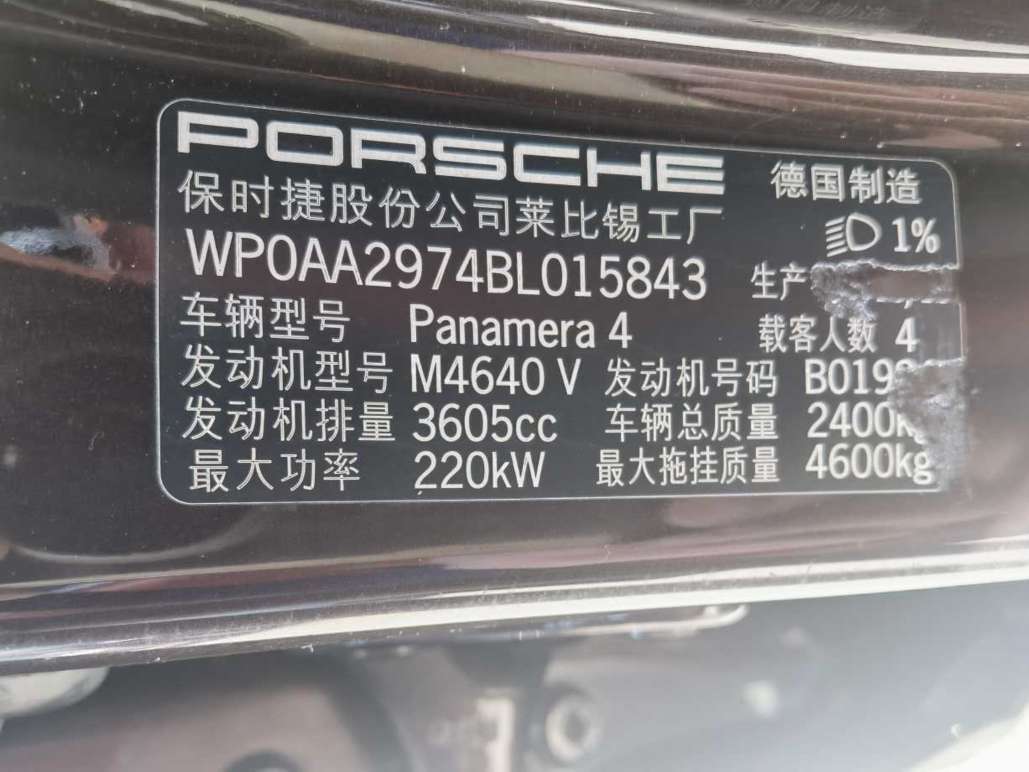 PORSCHE 德国制造
保时捷股份公司莱比锡工厂 1%
WP0AA2974BL015843 生产
车辆型号 Panamera 4 载客人数 4
发动机型号 M4640 V 发动机号码 B0199
发动机排量 3605cc 车辆总质量 2400kg
最大功率 220kW 最大拖挂质量 4600kg